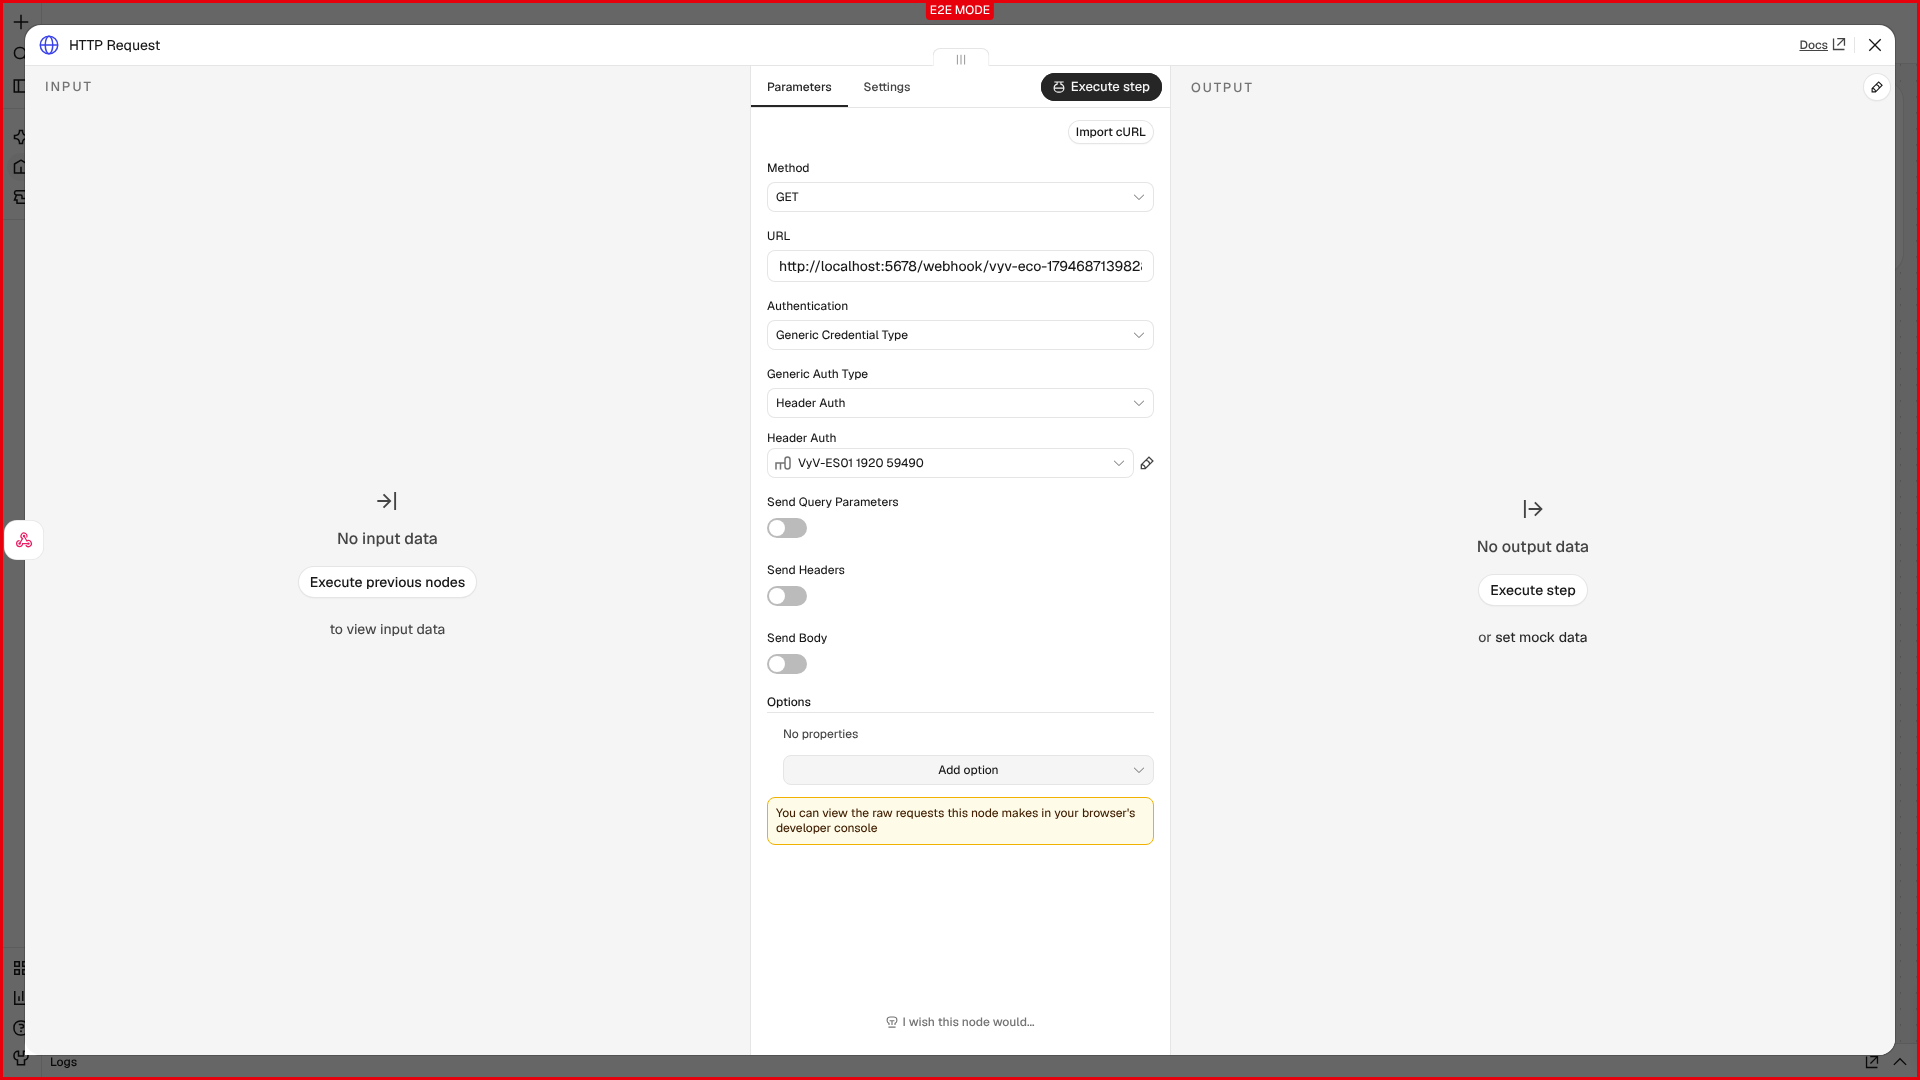 E2E MODE
HTTP Request
Docs
INPUT
Parameters
Settings
Execute step
OUTPUT
Import cURL
Method
GET
URL
http://localhost:5678/webhook/vyv-eco-1794687139828
Authentication
Generic Credential Type
Generic Auth Type
Header Auth
Header Auth
VyV-ES01 1920 59490
Send Query Parameters
Send Headers
Send Body
Options
No properties
Add option
You can view the raw requests this node makes in your browser's
developer console
I wish this node would...
No input data
Execute previous nodes
to view input data
No output data
Execute step
or set mock data
Logs